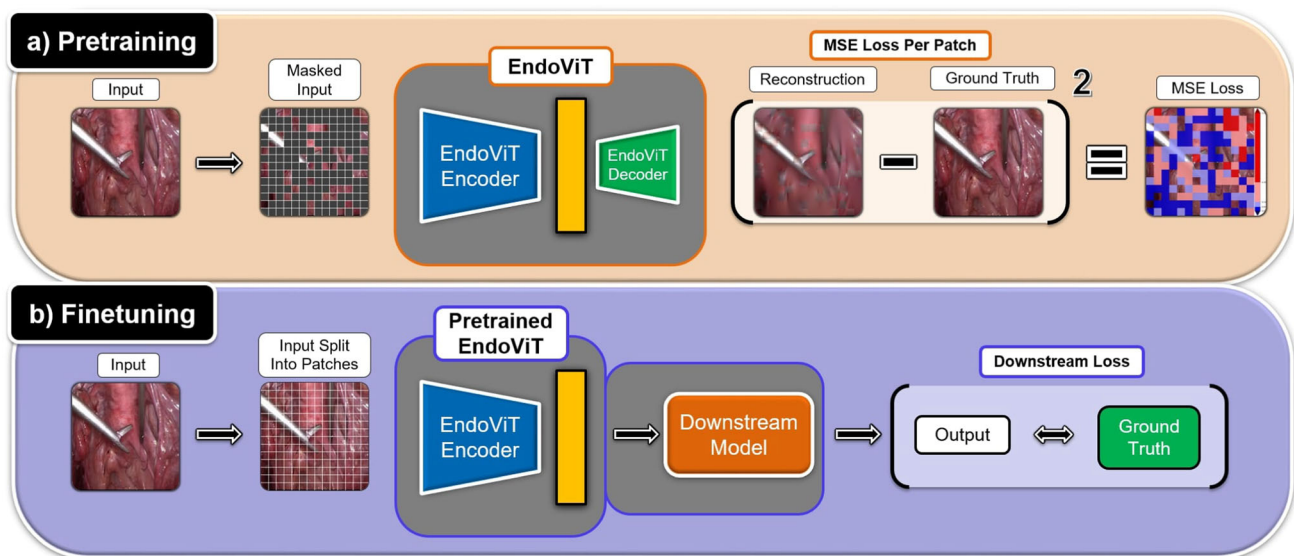 a) Pretraining
Input
Masked
Input
EndoViT
EndoViT
Encoder
EndoViT
Decoder
MSE Loss Per Patch
Reconstruction
Ground Truth
2
MSE Loss
b) Finetuning
Input
Input Split
Into Patches
Pretrained
EndoViT
EndoViT
Encoder
Downstream
Model
Downstream Loss
Output
Ground
Truth